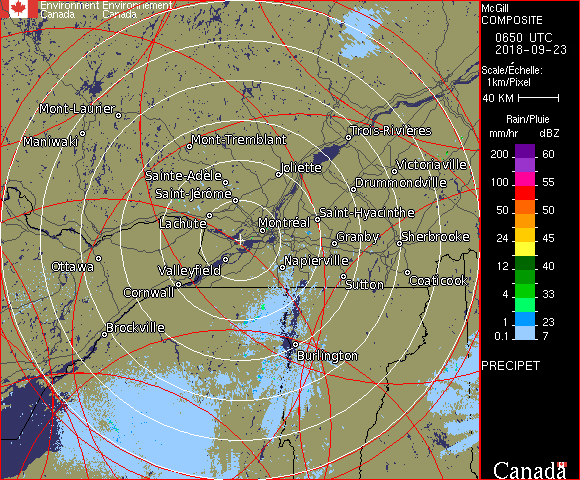 Environment Environnement
Canada Canada
McGill
COMPOSITE
0650 UTC
2018-09-23
Scale/Échelle:
1km/Pixel
40 KM
Rain/Pluie
mm/hr dBZ
200 60
55
100 55
50 50
24 45
12 40
4 33
1 23
0.1 7
PRECIPET
Canada
Mont-Laurier
Maniwaki
Mont-Tremblant
Trois-Rivières
Sainte-Adèle
Joliette
Victoriaville
Saint-Jérôme
Drummondville
Lachute
Montréal
Saint-Hyacinthe
Granby
Sherbrooke
Ottawa
Valleyfield
Napierville
Cornwall
Sutton
Coaticook
Brockville
Burlington